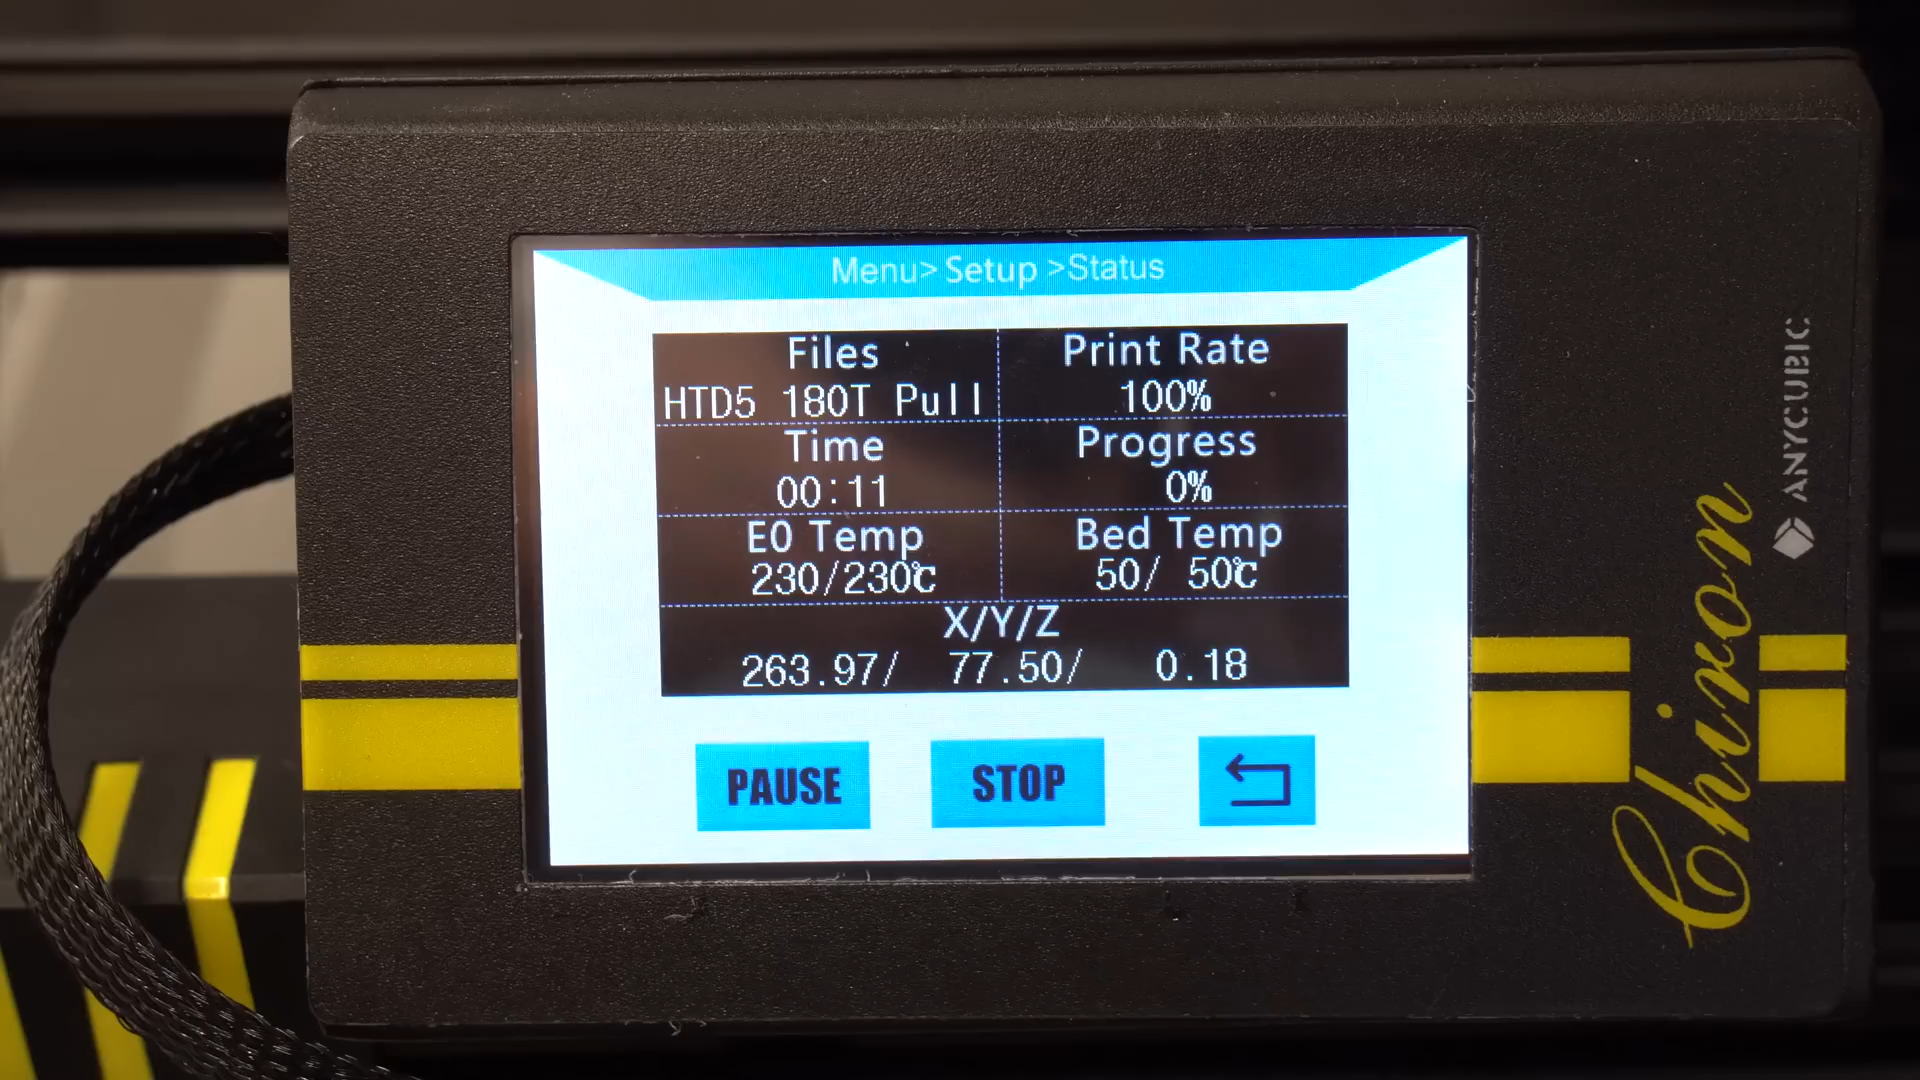 Menu> Setup >Status
Files
HTD5 180T Pull
Print Rate
100%
Time
00:11
Progress
0%
E0 Temp
230/230℃
Bed Temp
50/ 50℃
X/Y/Z
263.97/ 77.50/ 0.18
PAUSE
STOP
Chiron
ANYCUBIC